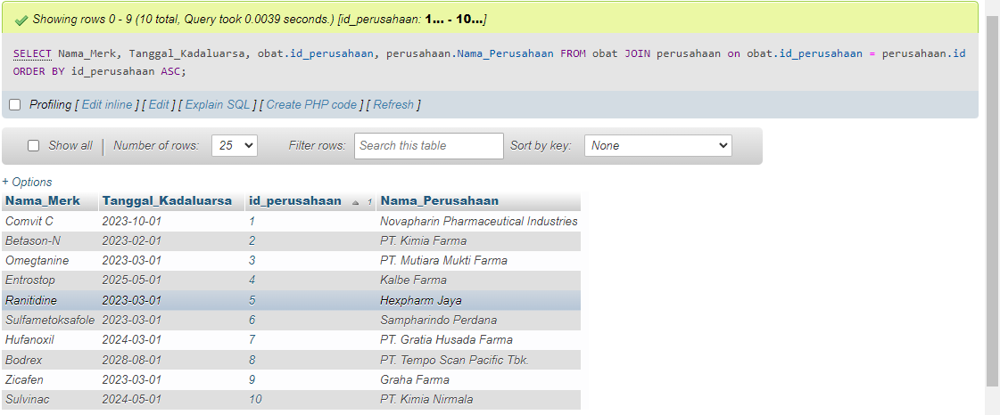 Showing rows 0 - 9 (10 total, Query took 0.0039 seconds.) [id_perusahaan: 1... - 10...]
SELECT Nama_Merk, Tanggal_Kadaluarsa, obat.id_perusahaan, perusahaan.Nama_Perusahaan FROM obat JOIN perusahaan on obat.id_perusahaan = perusahaan.id
ORDER BY id_perusahaan ASC;
Profiling [ Edit inline ] [ Edit ] [ Explain SQL ] [ Create PHP code ] [ Refresh ]
Show all | Number of rows: 25 Filter rows: Search this table Sort by key: None
+ Options
Nama_Merk Tanggal_Kadaluarsa id_perusahaan 1 Nama_Perusahaan
Comvit C 2023-10-01 1 Novapharin Pharmaceutical Industries
Betason-N 2023-02-01 2 PT. Kimia Farma
Omegtanine 2023-03-01 3 PT. Mutiara Mukti Farma
Entrostop 2025-05-01 4 Kalbe Farma
Ranitidine 2023-03-01 5 Hexpharm Jaya
Sulfametoksafole 2023-03-01 6 Sampharindo Perdana
Hufanoxil 2024-03-01 7 PT. Gratia Husada Farma
Bodrex 2028-08-01 8 PT. Tempo Scan Pacific Tbk.
Zicafen 2023-03-01 9 Graha Farma
Sulvinac 2024-05-01 10 PT. Kimia Nirmala